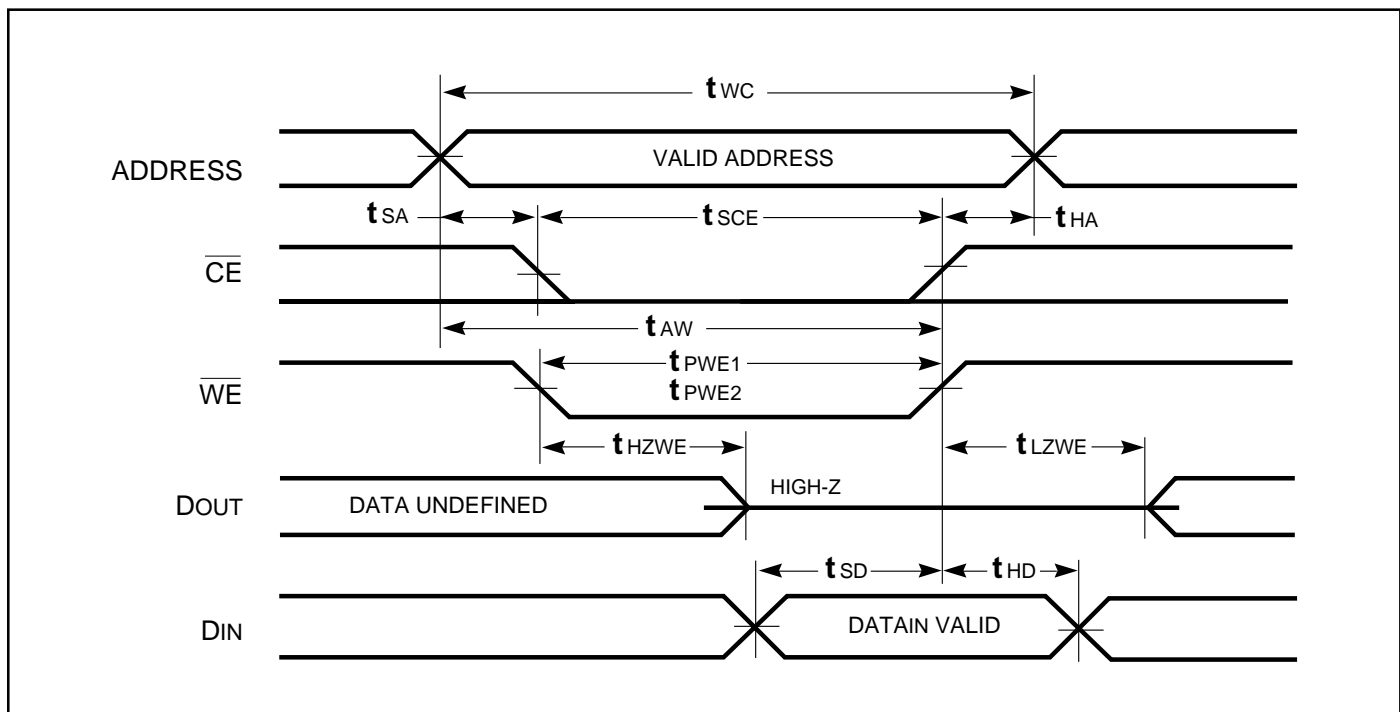 tWC
ADDRESS
VALID ADDRESS
tSA
tSCE
tHA
CE
tAW
tPWE1
WE
tPWE2
tHZWE
tLZWE
DOUT
DATA UNDEFINED
HIGH-Z
tSD
tHD
DIN
DATAIN VALID